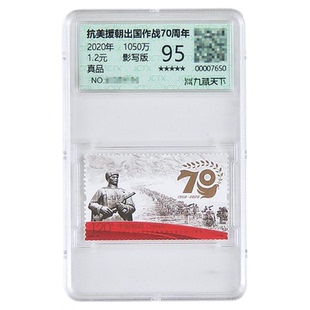 抗美援朝出国作战70周年
2020年 1050万
1.2元 影写版
95
真品 ★★★★★
NO.
00007650
九藏天下
70
1950-2020